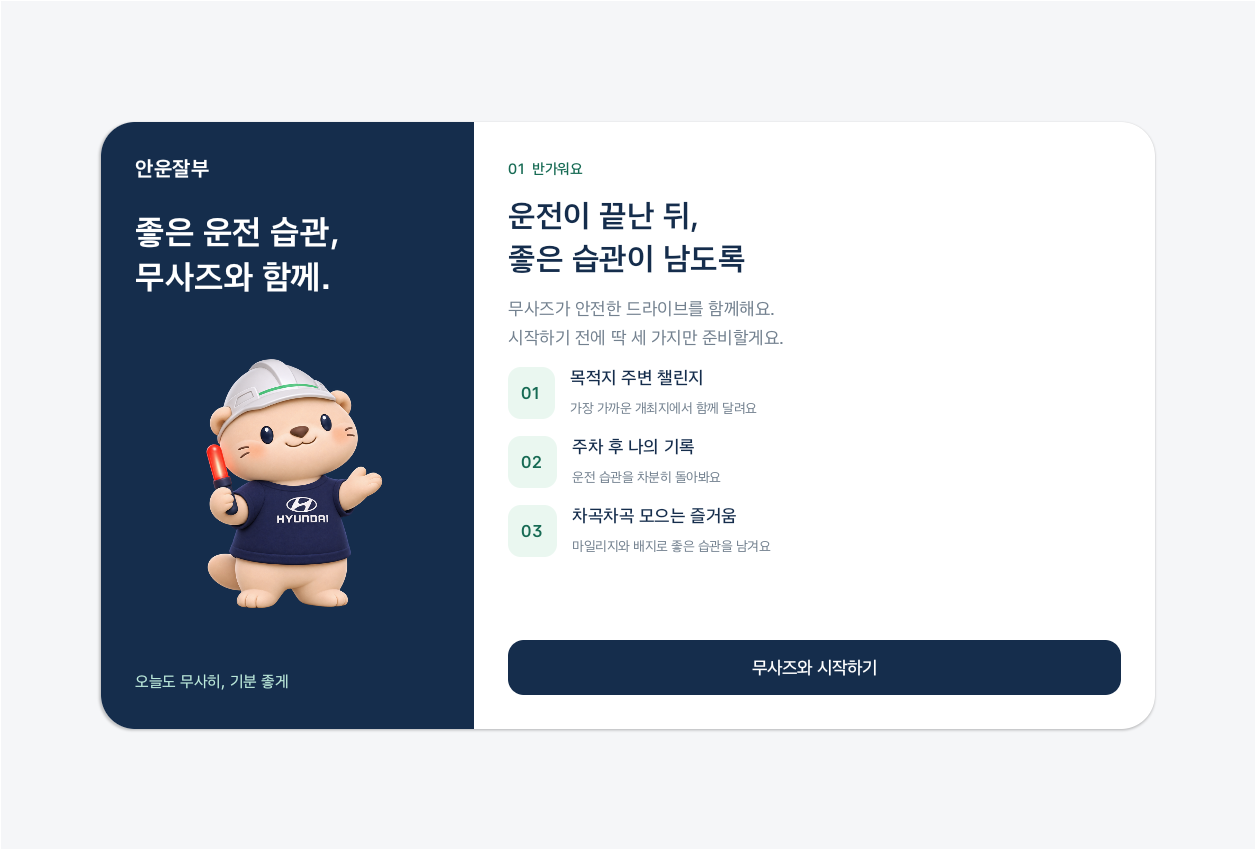 안운잘부
좋은 운전 습관,
무사즈와 함께.
HYUNDAI
오늘도 무사히, 기분 좋게
01 반가워요
운전이 끝난 뒤,
좋은 습관이 남도록
무사즈가 안전한 드라이브를 함께해요.
시작하기 전에 딱 세 가지만 준비할게요.
01
목적지 주변 챌린지
가장 가까운 개최지에서 함께 달려요
02
주차 후 나의 기록
운전 습관을 차분히 돌아봐요
03
차곡차곡 모으는 즐거움
마일리지와 배지로 좋은 습관을 남겨요
무사즈와 시작하기